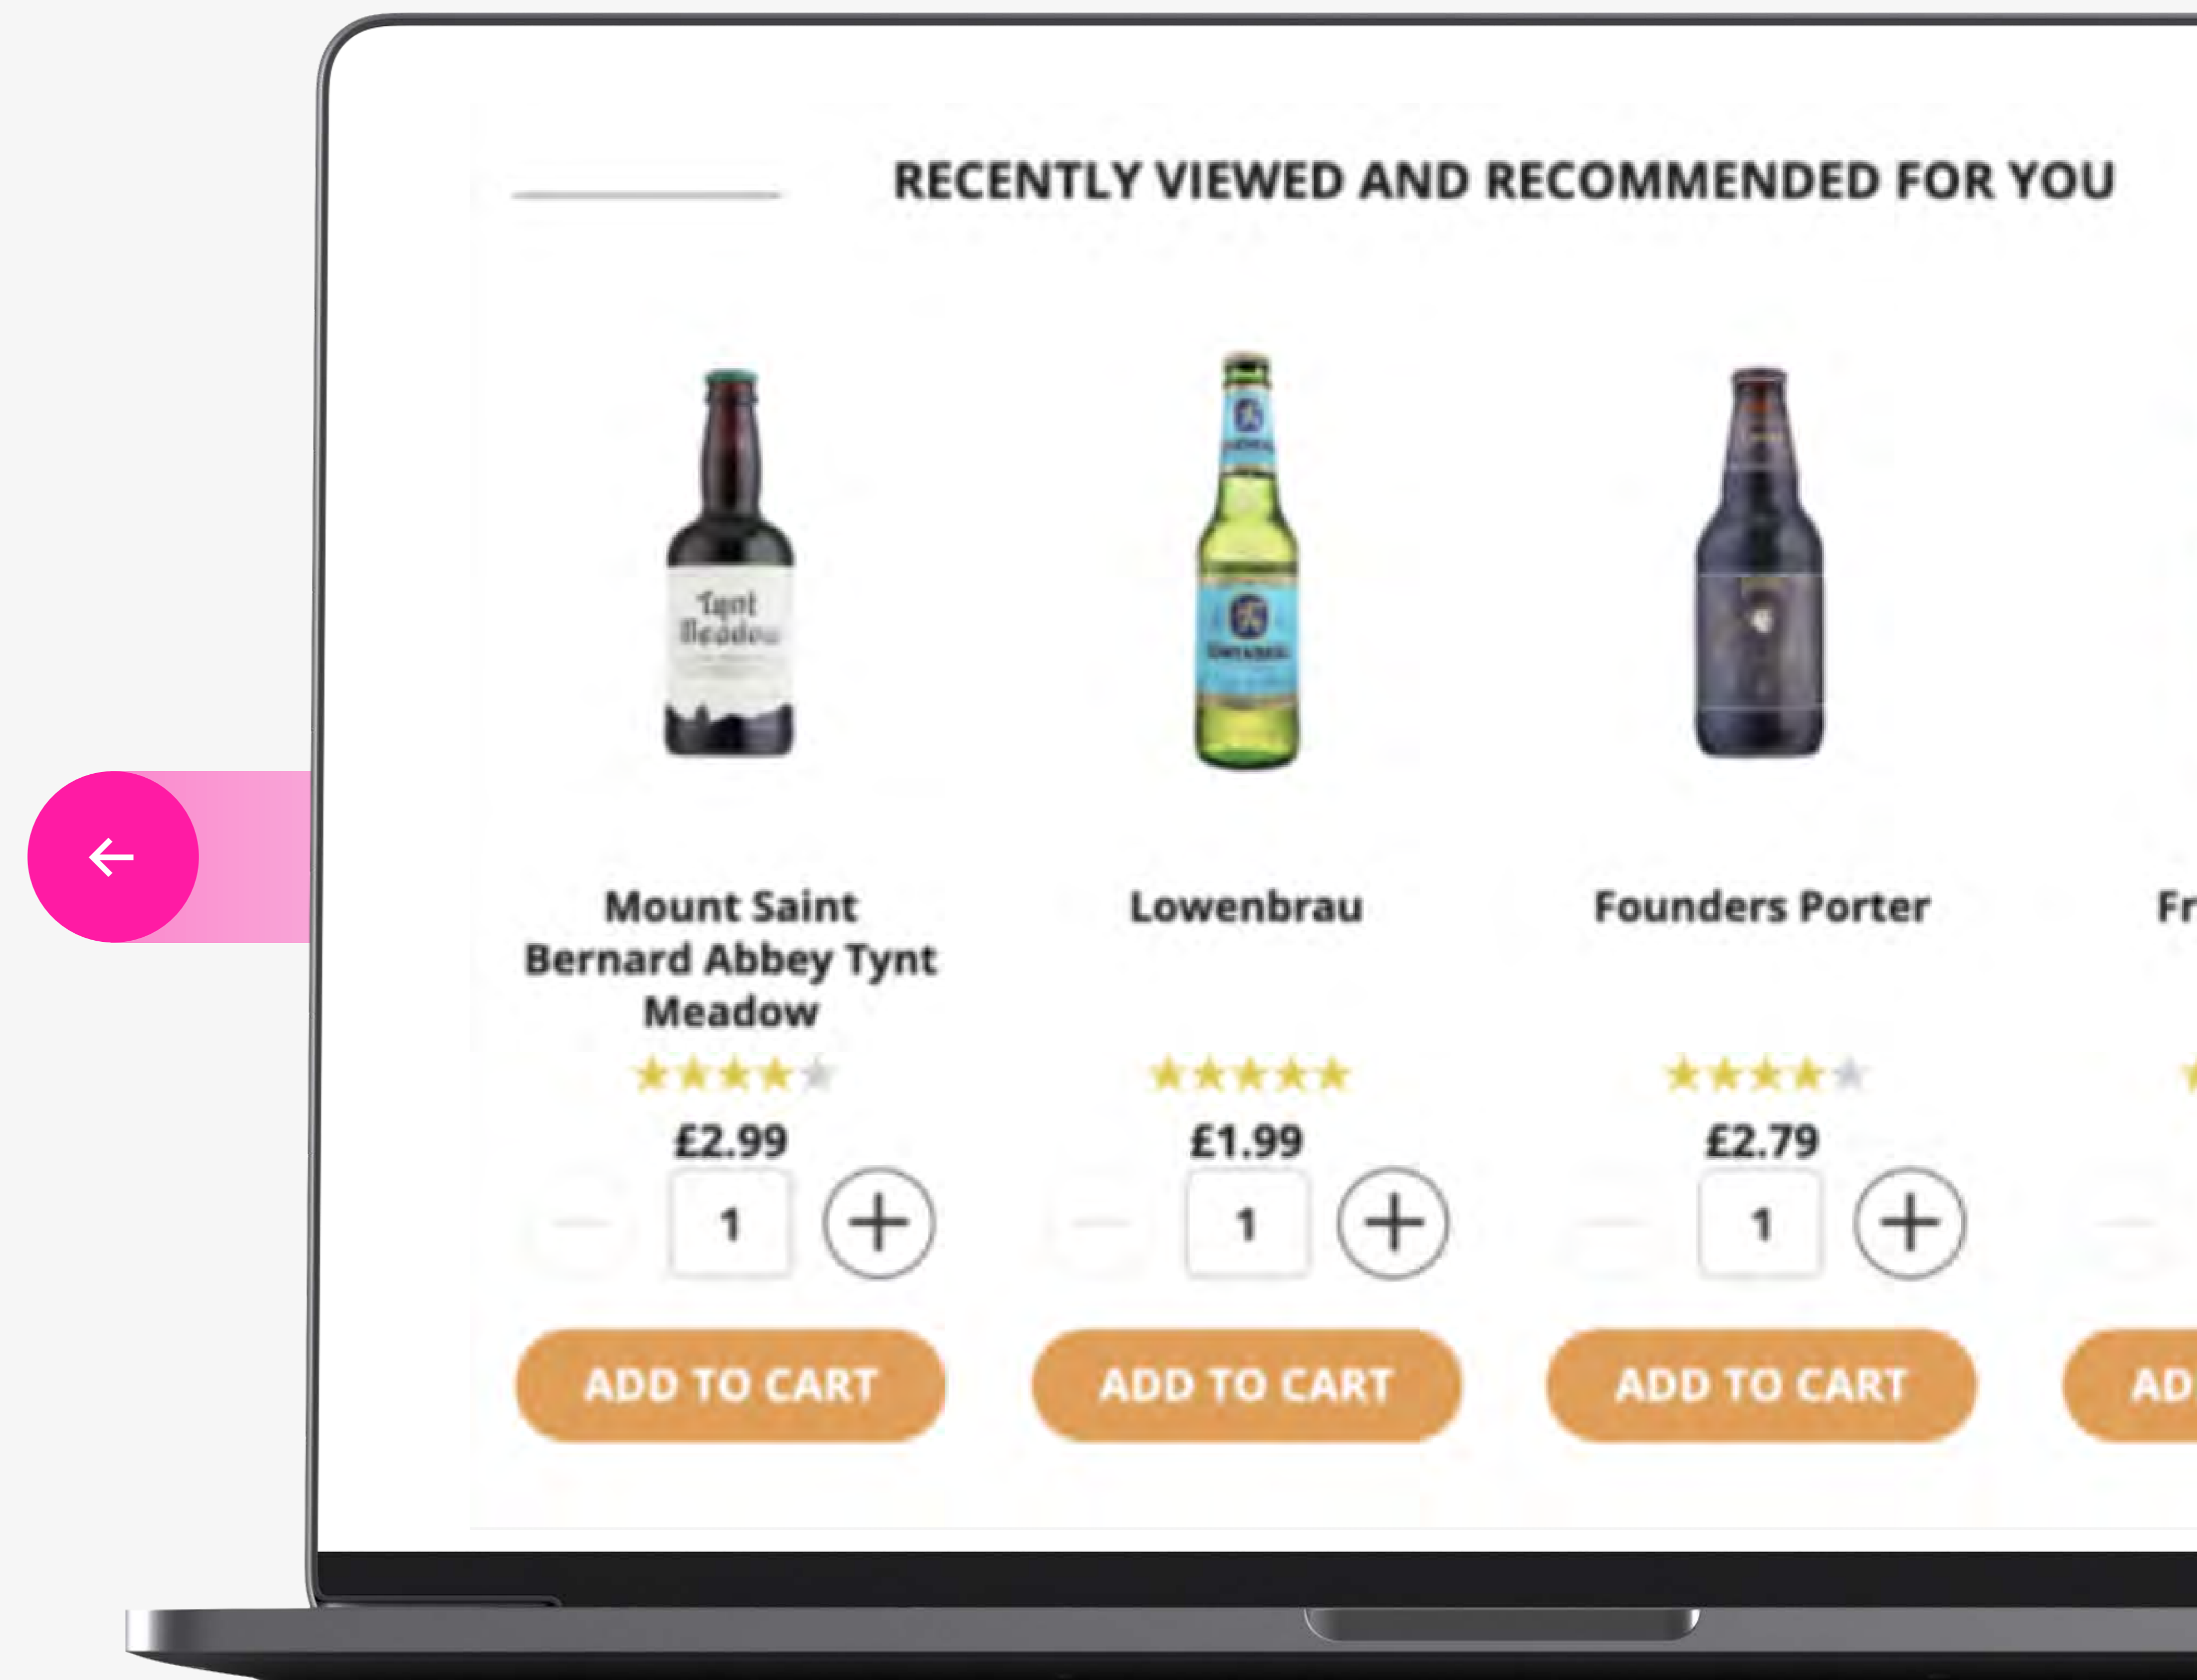 RECENTLY VIEWED AND RECOMMENDED FOR YOU
Tynt
Meadow
Mount Saint
Bernard Abbey Tynt
Meadow
£2.99
1
ADD TO CART
Lowenbrau
£1.99
1
ADD TO CART
Founders Porter
£2.79
1
ADD TO CART
Fr
AD